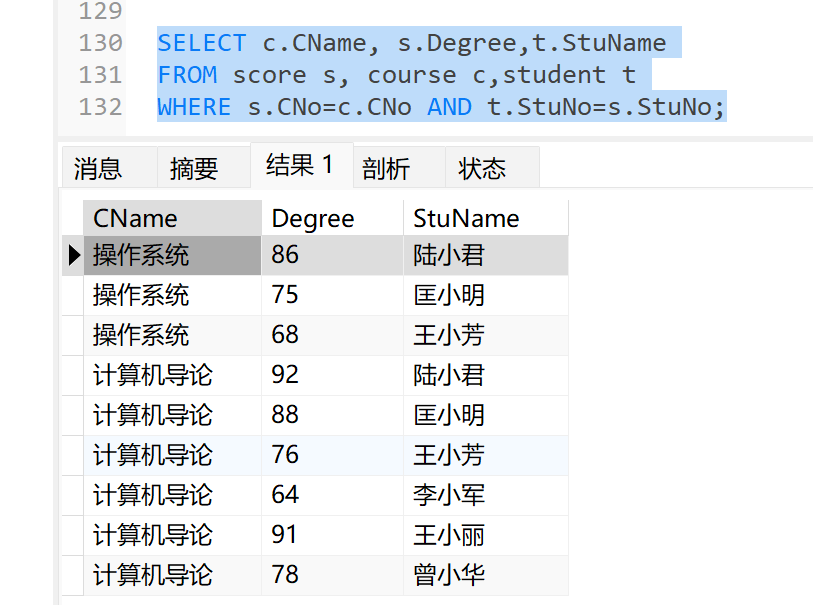 129
130 SELECT c.CName, s.Degree,t.StuName
131 FROM score s, course c,student t
132 WHERE s.CNo=c.CNo AND t.StuNo=s.StuNo;
消息 摘要 结果 1 剖析 状态
CName Degree StuName
操作系统 86 陆小君
操作系统 75 匡小明
操作系统 68 王小芳
计算机导论 92 陆小君
计算机导论 88 匡小明
计算机导论 76 王小芳
计算机导论 64 李小军
计算机导论 91 王小丽
计算机导论 78 曾小华